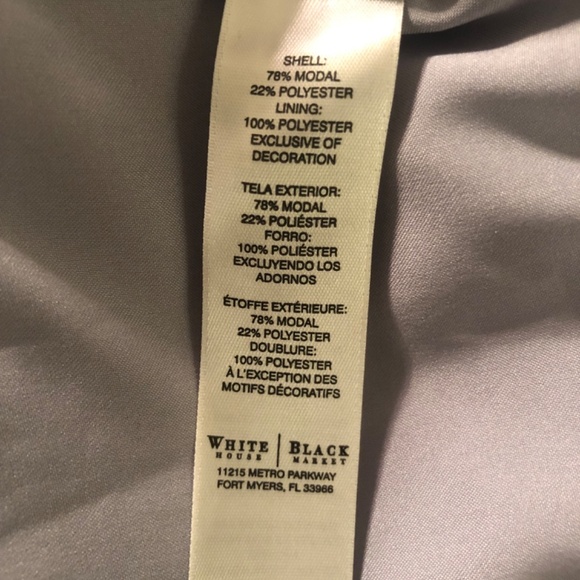 SHELL:
78% MODAL
22% POLYESTER
LINING:
100% POLYESTER
EXCLUSIVE OF
DECORATION
TELA EXTERIOR:
78% MODAL
22% POLIÉSTER
FORRO:
100% POLIÉSTER
EXCLUYENDO LOS
ADORNOS
ÉTOFFE EXTÉRIEURE:
78% MODAL
22% POLYESTER
DOUBLURE:
100% POLYESTER
À L'EXCEPTION DES
MOTIFS DÉCORATIFS
WHITE | BLACK
HOUSE MARKET
11215 METRO PARKWAY
FORT MYERS, FL 33966